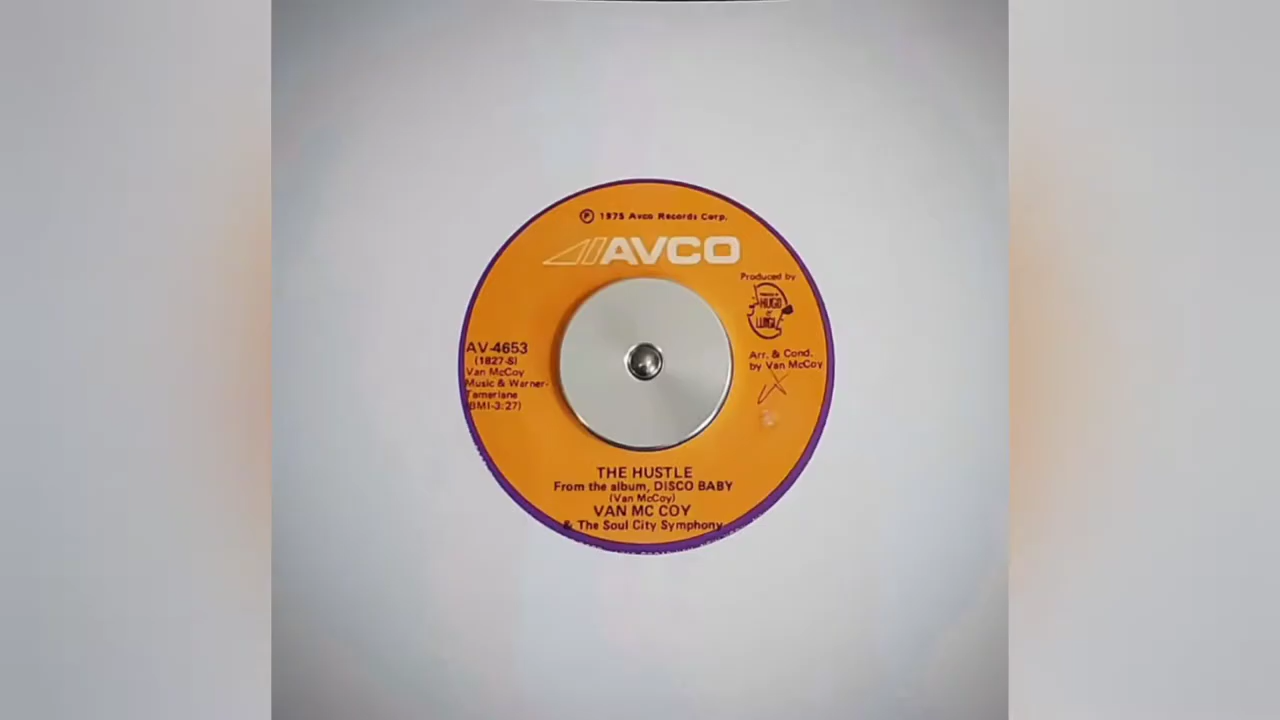 ℗ 1975 Avco Records Corp.
AVCO
Produced by
HUGO
&
LUIGI
AV-4653
(1827-S)
Van McCoy
Music & Warner-
Tamerlane
(BMI-3:27)
Arr. & Cond.
by Van McCoy
THE HUSTLE
From the album, DISCO BABY
(Van McCoy)
VAN MC COY
& The Soul City Symphony